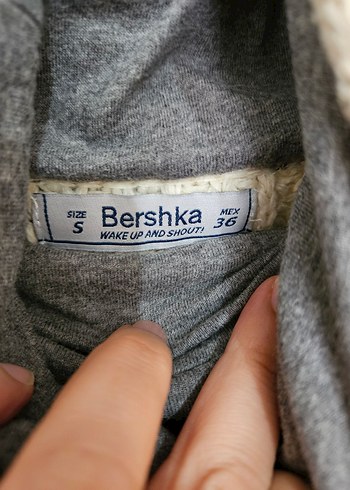 SIZE
S
Bershka
WAKE UP AND SHOUT!
MEX
36